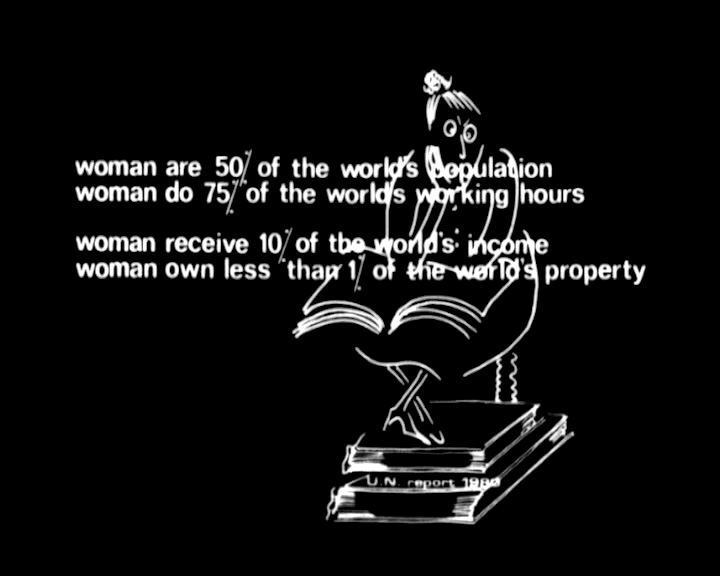 woman are 50% of the world's population
woman do 75% of the world's working hours
woman receive 10% of the world's income
woman own less than 1% of the world's property
U.N. report 1980